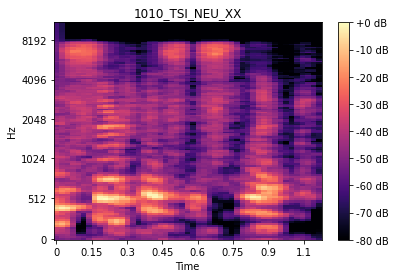 1010_TSI_NEU_XX
8192
4096
2048
1024
512
0
Hz
0 0.15 0.3 0.45 0.6 0.75 0.9 1.1
Time
+0 dB
-10 dB
-20 dB
-30 dB
-40 dB
-50 dB
-60 dB
-70 dB
-80 dB